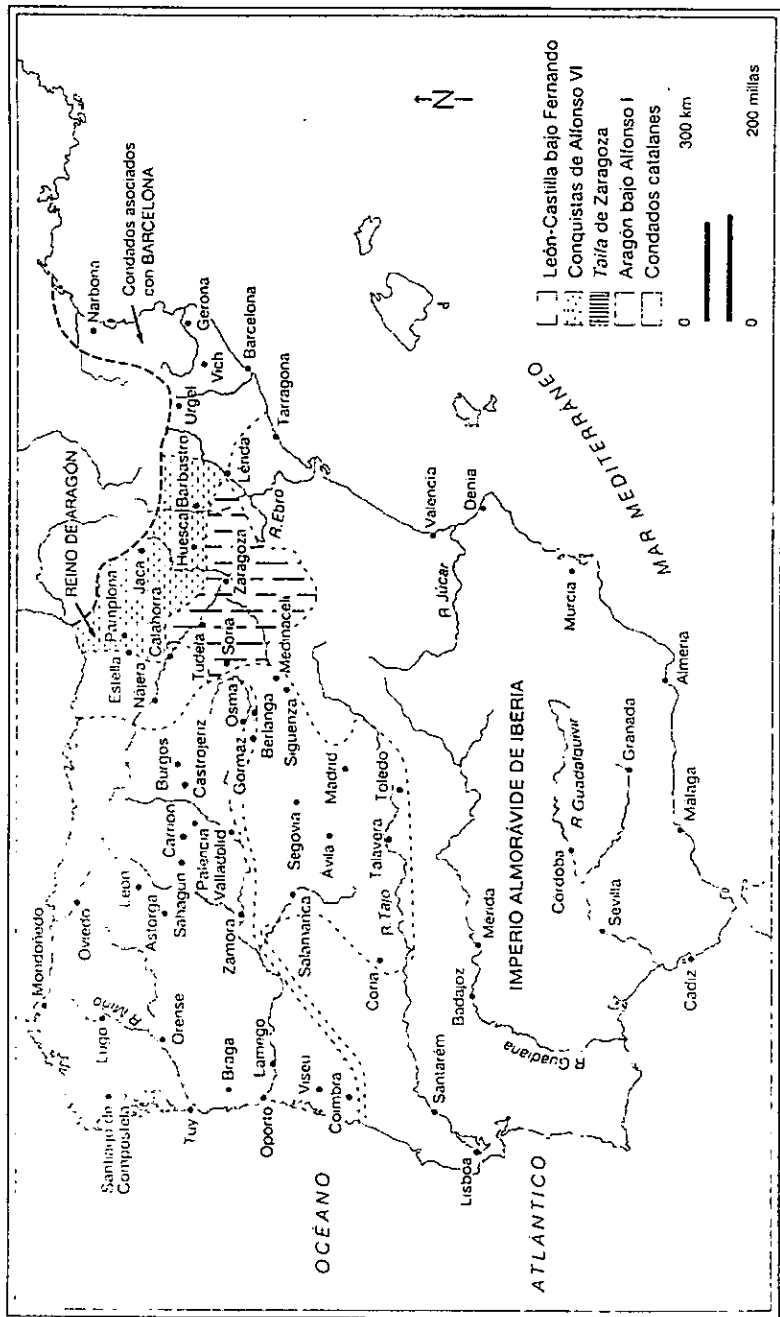 Santiago de
Compostela
Mondoñedo
Lugo
R. Miño
Orense
Tuy
Oviedo
León
Astorga
Sahagún
Carrión
Palencia
Valladolid
Zamora
Burgos
Castrojeriz
Nájera
Estella
Pamplona
REINO DE ARAGÓN
Jaca
Calahorra
Tudela
Soria
Osma
Gormaz
Berlanga
Sigüenza
Medinaceli
Huesca
Barbastro
Zaragoza
Lérida
R. Ebro
Urgel
Narbona
Condados asociados
con BARCELONA
Gerona
Vich
Barcelona
Tarragona
Braga
Oporto
Lamego
Viseu
Coimbra
Salamanca
Segovia
Ávila
Madrid
Coria
Talavera
Toledo
R. Tajo
Santarém
Lisboa
OCÉANO
ATLÁNTICO
Badajoz
Mérida
R. Guadiana
IMPERIO ALMORÁVIDE DE IBERIA
Córdoba
R. Guadalquivir
Sevilla
Cádiz
Granada
Málaga
Almería
Murcia
R. Júcar
Valencia
Denia
MAR MEDITERRÁNEO
N
León-Castilla bajo Fernando
Conquistas de Alfonso VI
Taifa de Zaragoza
Aragón bajo Alfonso I
Condados catalanes
0 300 km
0 200 millas